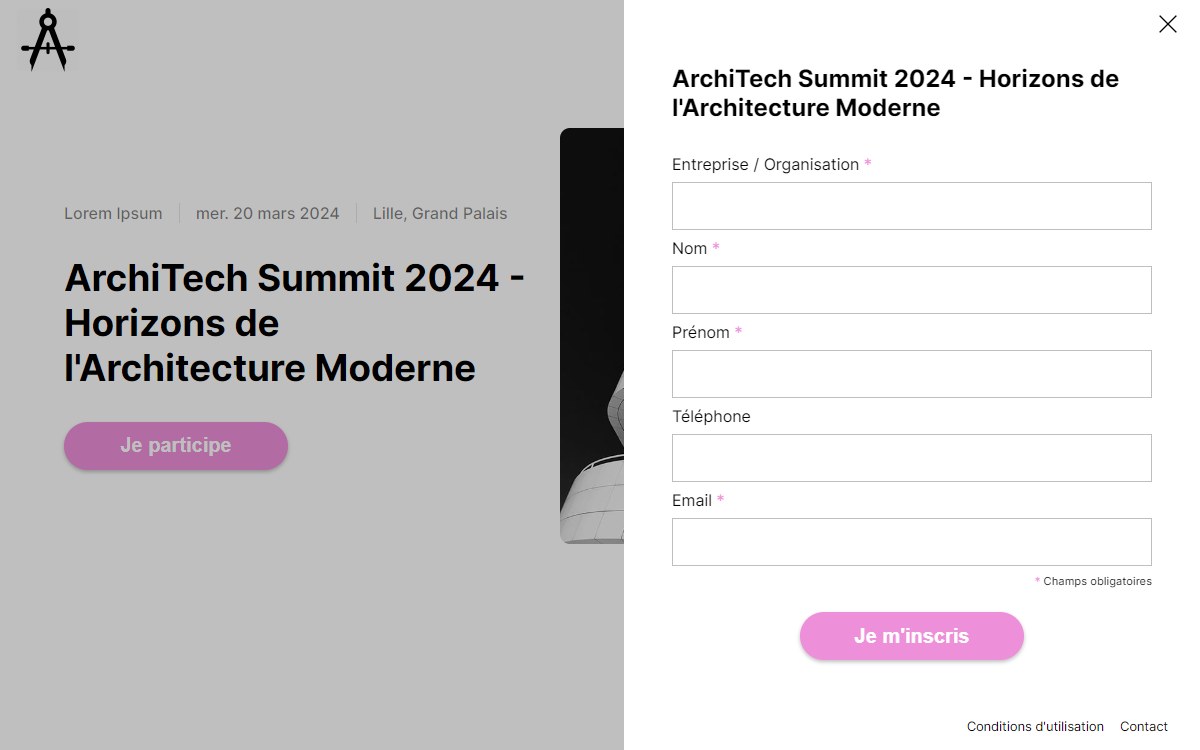 Lorem Ipsum mer. 20 mars 2024 Lille, Grand Palais
ArchiTech Summit 2024 -
Horizons de
l'Architecture Moderne
Je participe
ArchiTech Summit 2024 - Horizons de
l'Architecture Moderne
Entreprise / Organisation *
Nom *
Prénom *
Téléphone
Email *
* Champs obligatoires
Je m'inscris
Conditions d'utilisation Contact